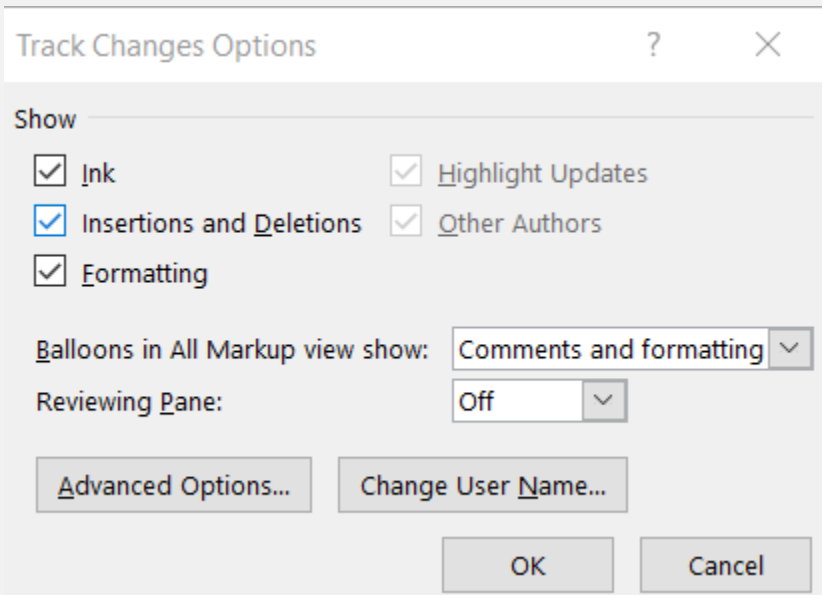 Track Changes Options ?
Show
Ink Highlight Updates
Insertions and Deletions Other Authors
Formatting
Balloons in All Markup view show: Comments and formatting
Reviewing Pane: Off
Advanced Options... Change User Name...
OK Cancel